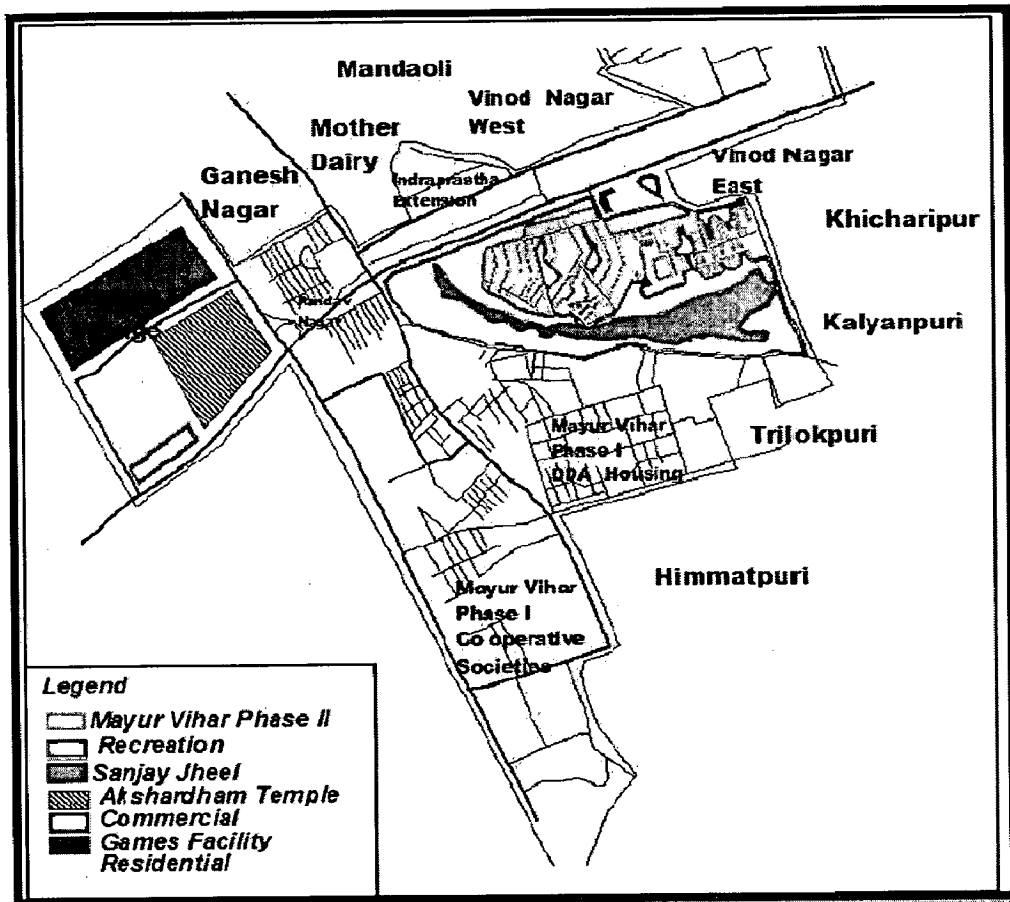 Mandaoli
Vinod Nagar
West
Mother
Dairy
Vinod Nagar
East
Ganesh
Nagar
Indraprastha
Extension
Khicharipur
Nagar
Kalyanpuri
Mayur Vihar
Phase I
DDA Housing
Trilokpuri
Himmatpuri
Mayur Vihar
Phase I
Co operative
Societies
Legend
Mayur Vihar Phase II
Recreation
Sanjay Jheel
Akshardham Temple
Commercial
Games Facility
Residential